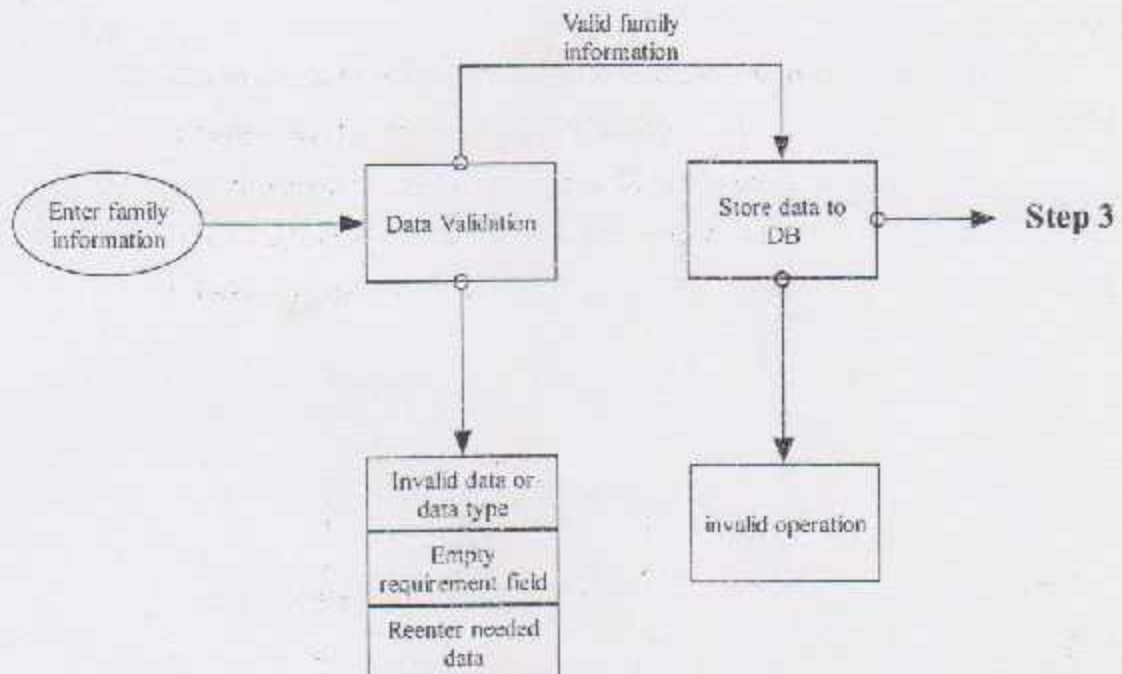 Valid family
information
Enter family
information
Data Validation
Store data to
DB
Step 3
Invalid data or
data type
Empty
requirement field
Reenter needed
data
invalid operation